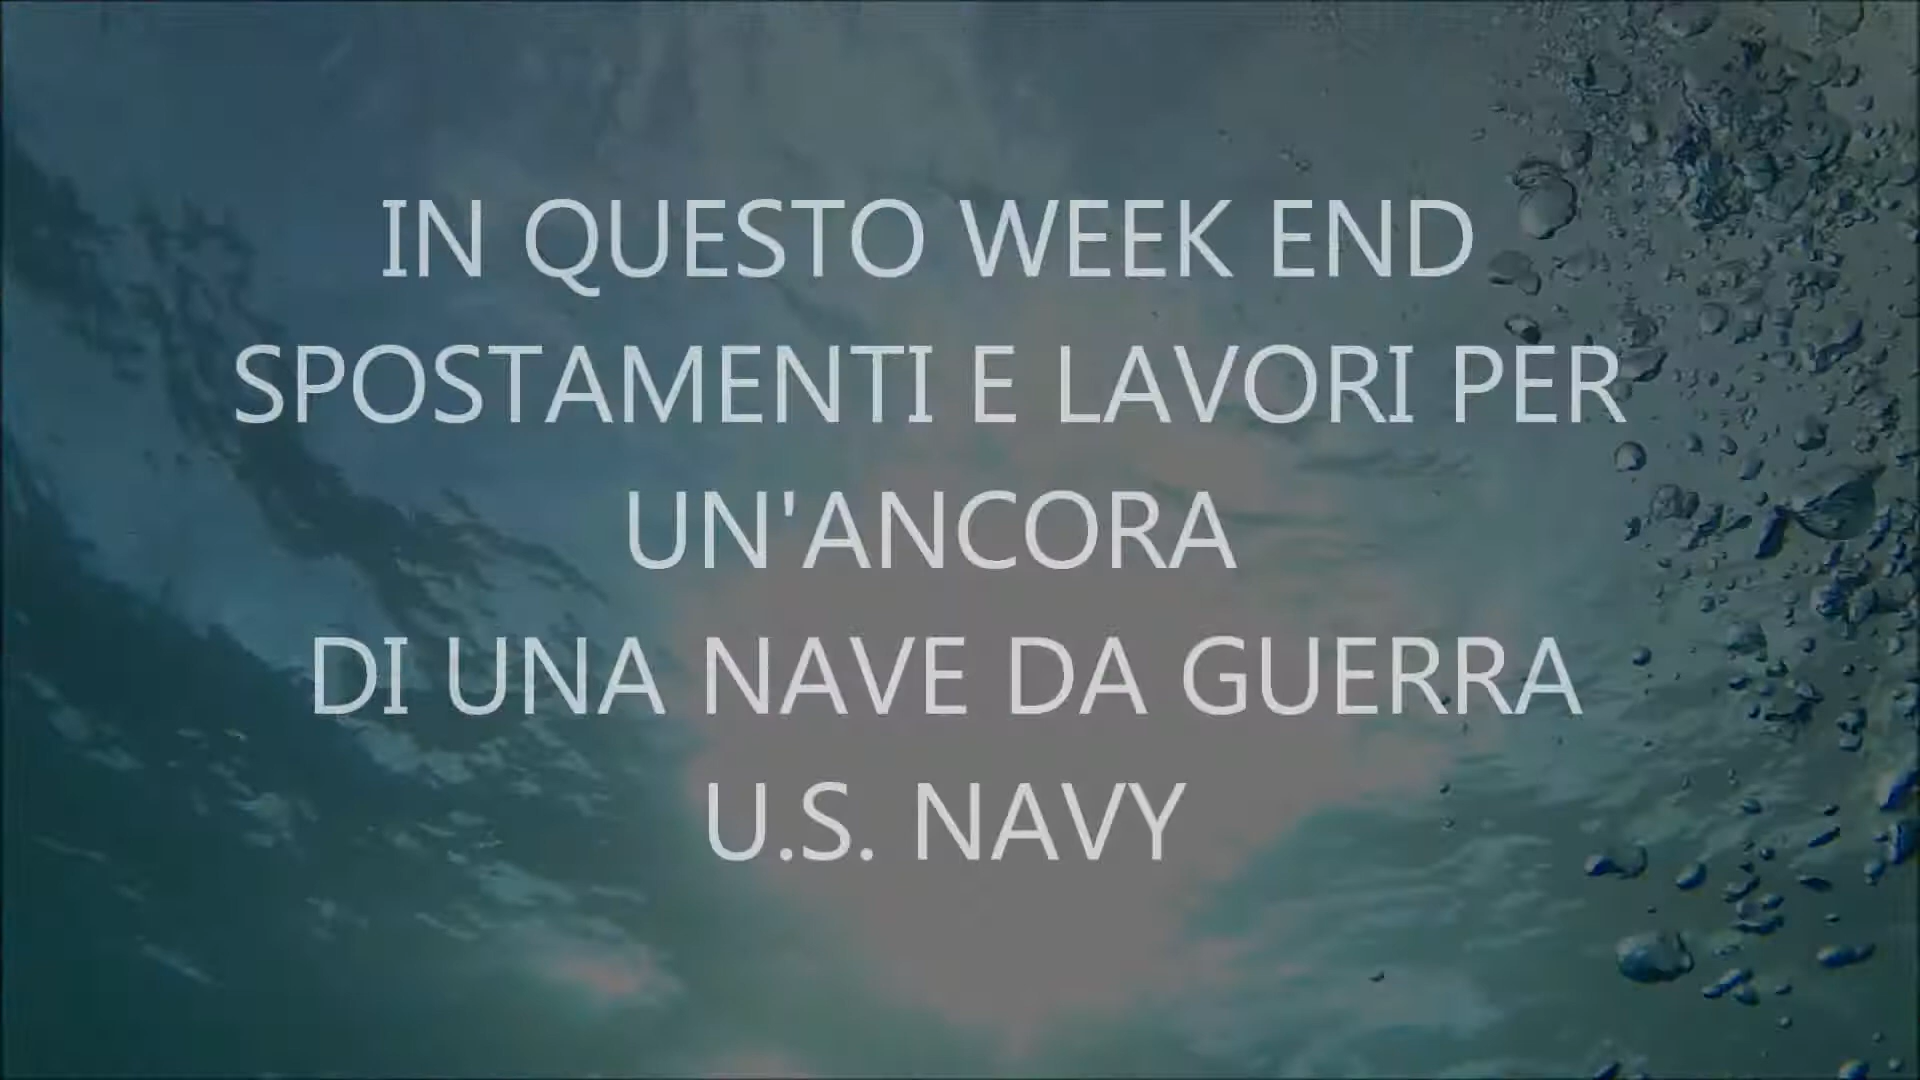 IN QUESTO WEEK END
SPOSTAMENTI E LAVORI PER
UN'ANCORA
DI UNA NAVE DA GUERRA
U.S. NAVY